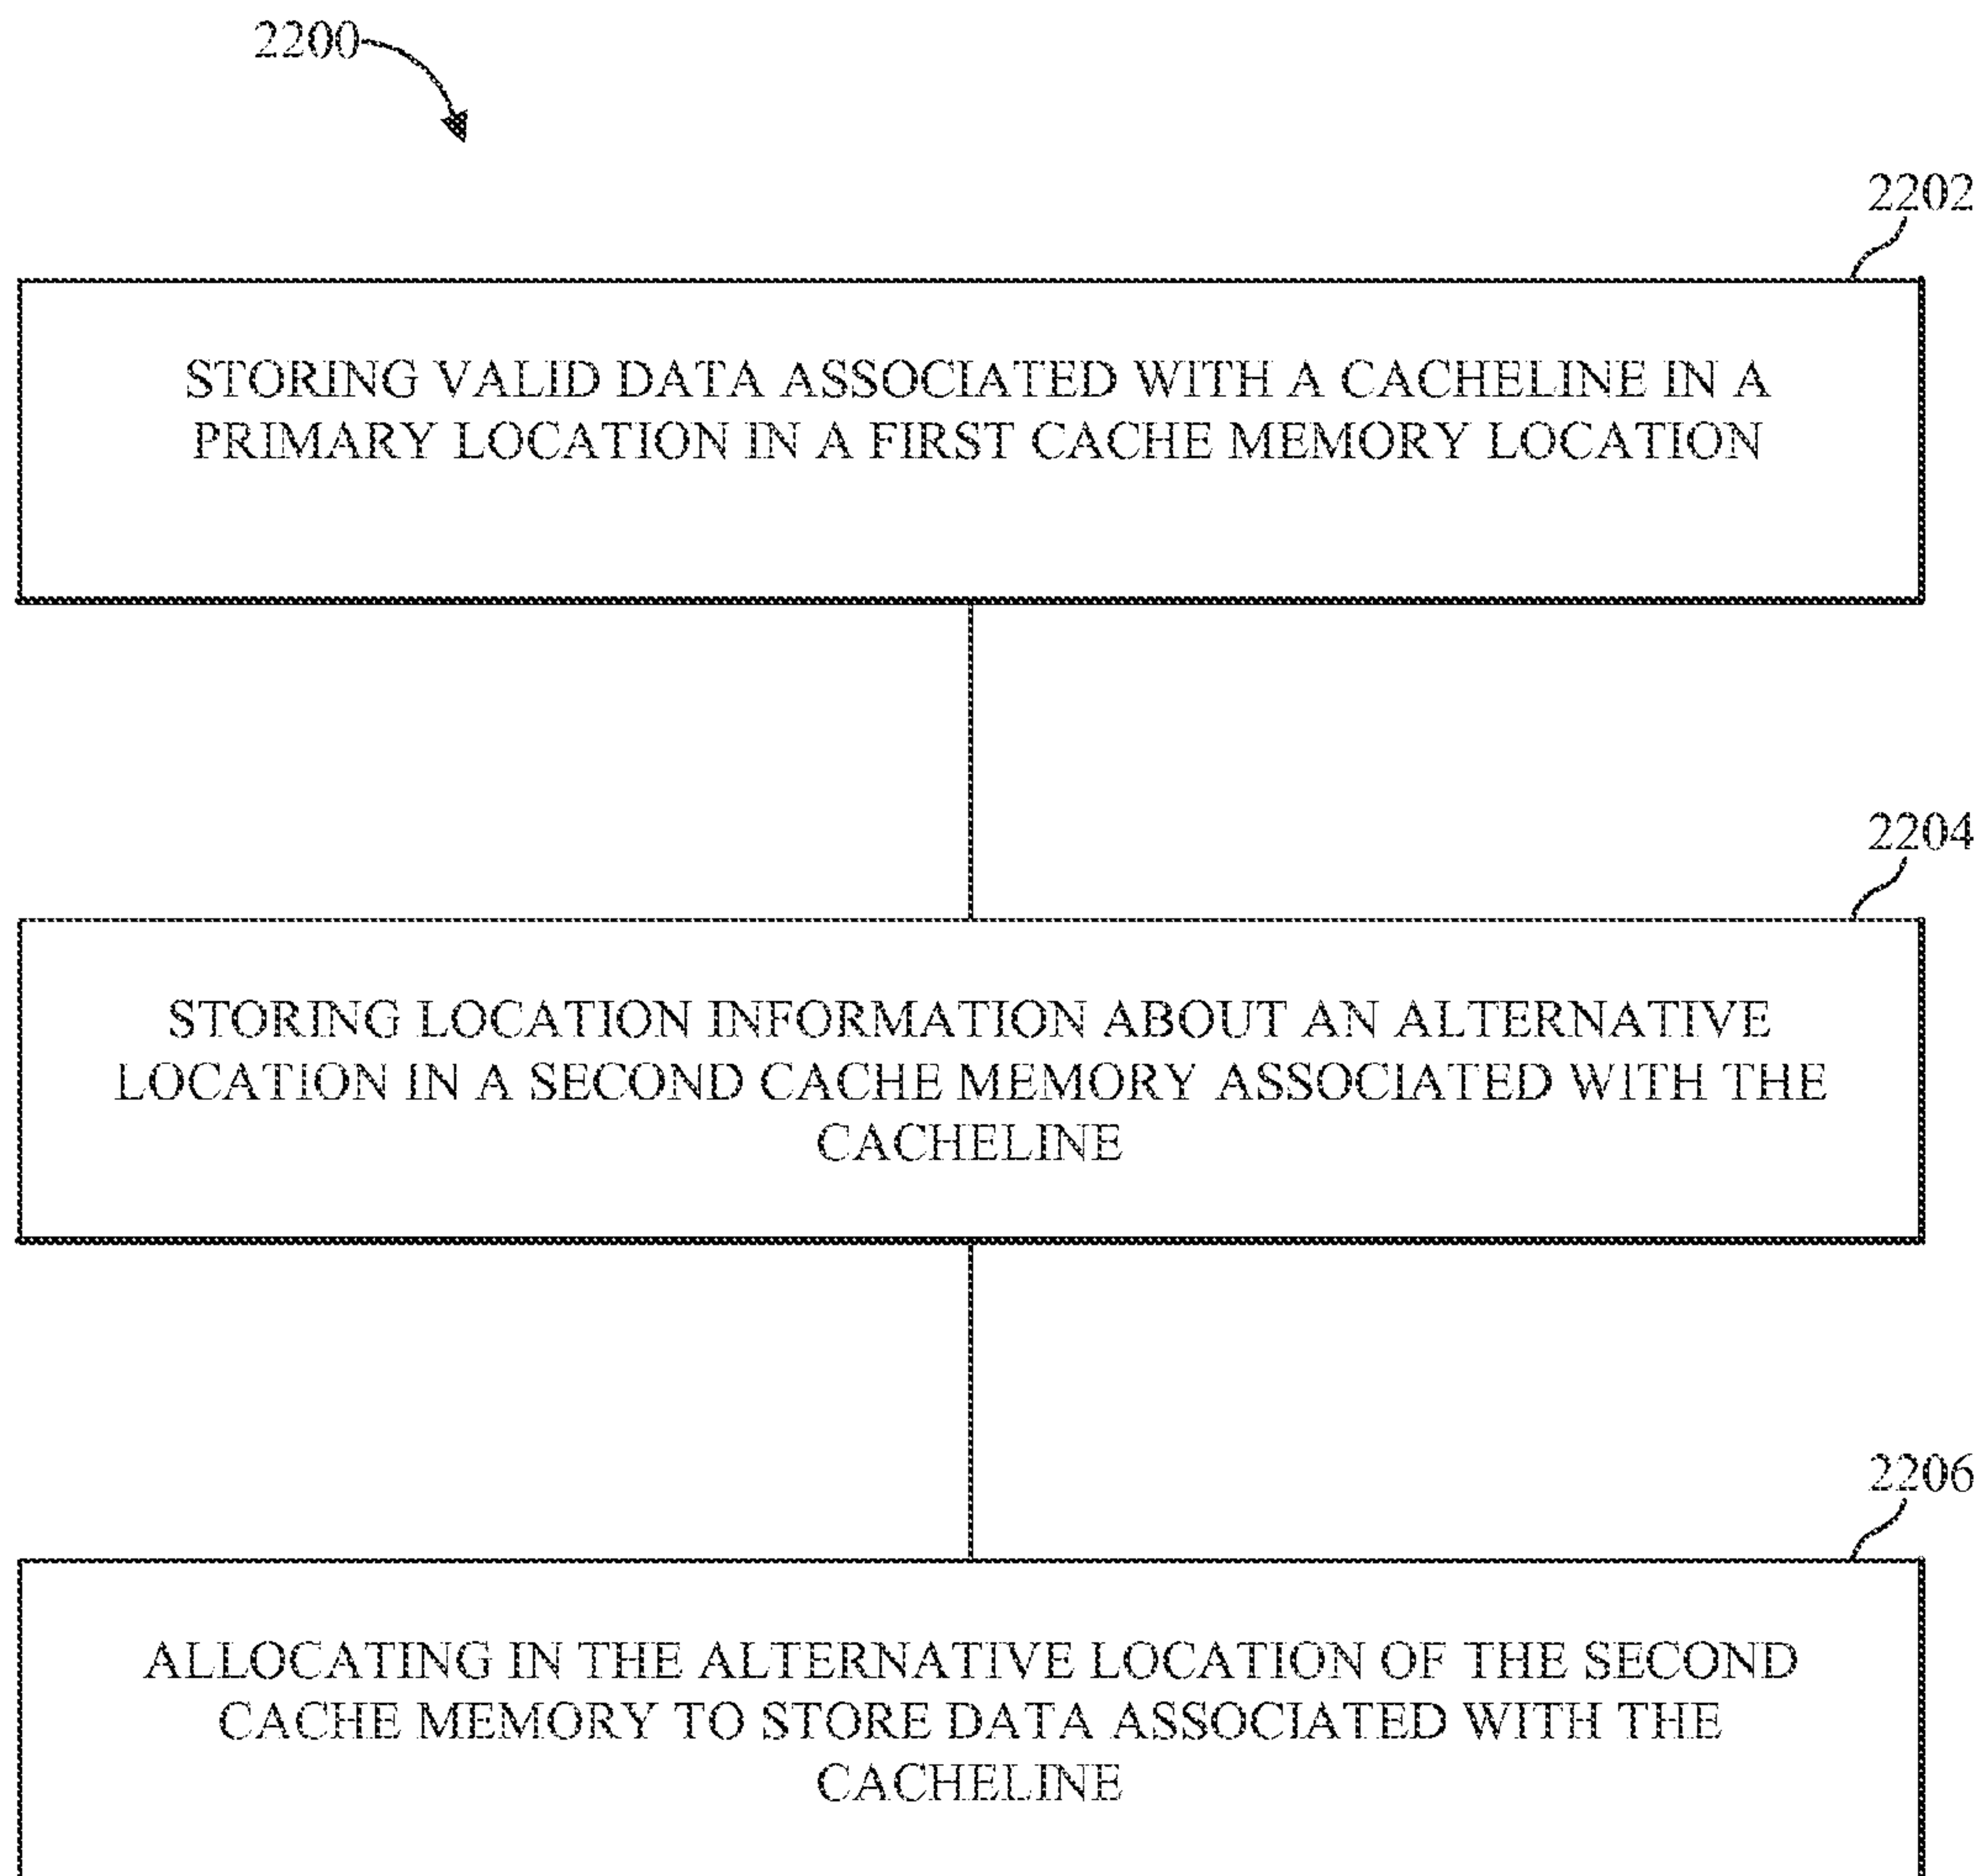 2200
2202
STORING VALID DATA ASSOCIATED WITH A CACHELINE IN A
PRIMARY LOCATION IN A FIRST CACHE MEMORY LOCATION
2204
STORING LOCATION INFORMATION ABOUT AN ALTERNATIVE
LOCATION IN A SECOND CACHE MEMORY ASSOCIATED WITH THE
CACHELINE
2206
ALLOCATING IN THE ALTERNATIVE LOCATION OF THE SECOND
CACHE MEMORY TO STORE DATA ASSOCIATED WITH THE
CACHELINE